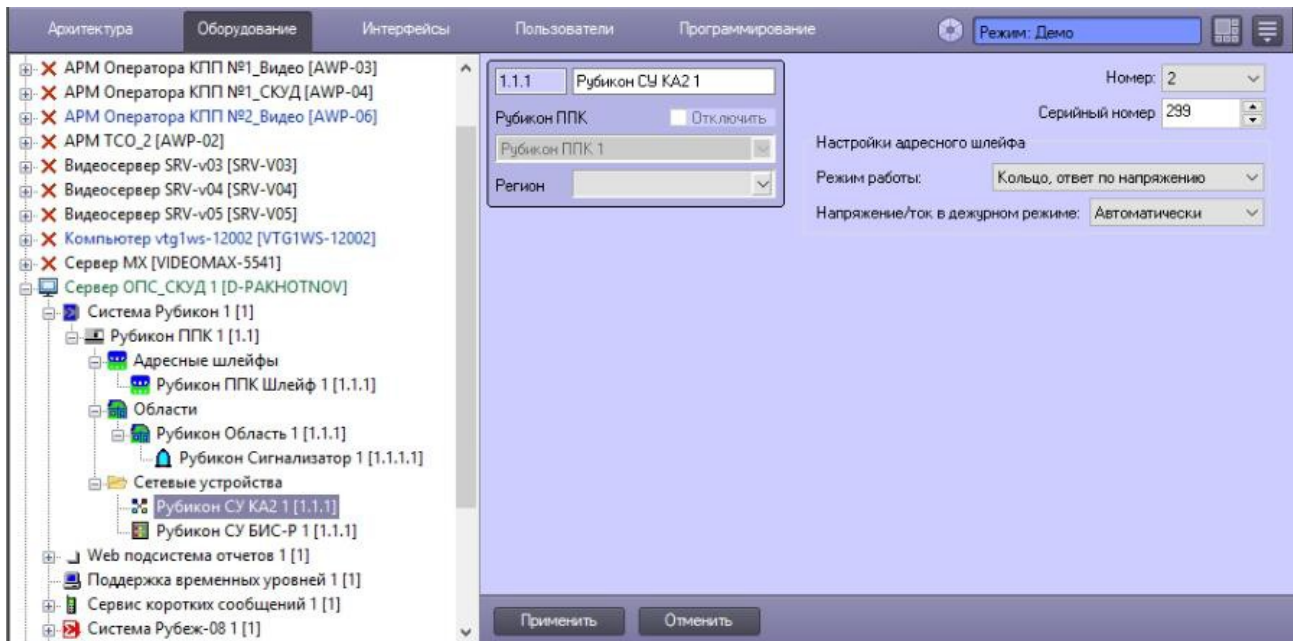 Архитектура Оборудование Интерфейсы Пользователи Программирование Режим: Демо
АРМ Оператора КПП №1_Видео [AWP-03]
АРМ Оператора КПП №1_СКУД [AWP-04]
АРМ Оператора КПП №2_Видео [AWP-06]
АРМ ТСО_2 [AWP-02]
Видеосервер SRV-v03 [SRV-V03]
Видеосервер SRV-v04 [SRV-V04]
Видеосервер SRV-v05 [SRV-V05]
Компьютер vtg1ws-12002 [VTG1WS-12002]
Сервер MX [VIDEOMAX-5541]
Сервер ОПС_СКУД 1 [D-PAKHOTNOV]
Система Рубикон 1 [1]
Рубикон ППК 1 [1.1]
Адресные шлейфы
Рубикон ППК Шлейф 1 [1.1.1]
Области
Рубикон Область 1 [1.1.1]
Рубикон Сигнализатор 1 [1.1.1.1]
Сетевые устройства
Рубикон СУ КА2 1 [1.1.1]
Рубикон СУ БИС-Р 1 [1.1.1]
Web подсистема отчетов 1 [1]
Поддержка временных уровней 1 [1]
Сервис коротких сообщений 1 [1]
Система Рубеж-08 1 [1]
1.1.1 Рубикон СУ КА2 1
Рубикон ППК Отключить
Рубикон ППК 1
Регион
Номер: 2
Серийный номер 299
Настройки адресного шлейфа
Режим работы: Кольцо, ответ по напряжению
Напряжение/ток в дежурном режиме: Автоматически
Применить Отменить